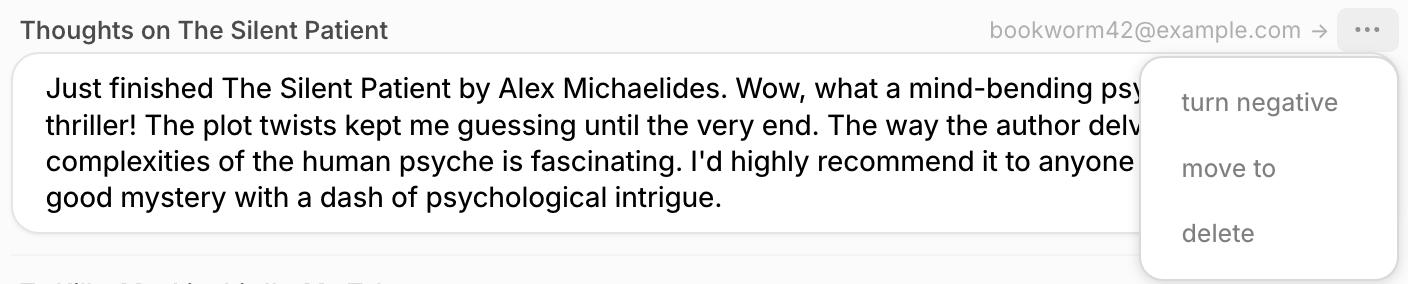 Thoughts on The Silent Patient
bookworm42@example.com → •••
Just finished The Silent Patient by Alex Michaelides. Wow, what a mind-bending
thriller! The plot twists kept me guessing until the very end. The way the author
complexities of the human psyche is fascinating. I'd highly recommend it to anyone
good mystery with a dash of psychological intrigue.
turn negative
move to
delete